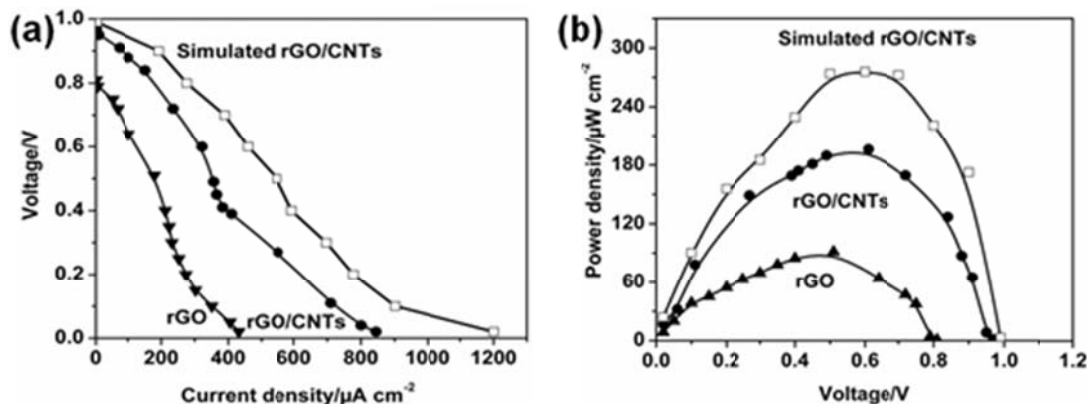 (a)
Simulated rGO/CNTs
rGO
rGO/CNTs
Voltage/V
1.0
0.8
0.6
0.4
0.2
0.0
0
200
400
600
800
1000
1200
Current density/µA cm⁻²
(b)
Simulated rGO/CNTs
rGO/CNTs
rGO
Power density/µW cm⁻²
300
240
180
120
60
0
0.0
0.2
0.4
0.6
0.8
1.0
1.2
Voltage/V